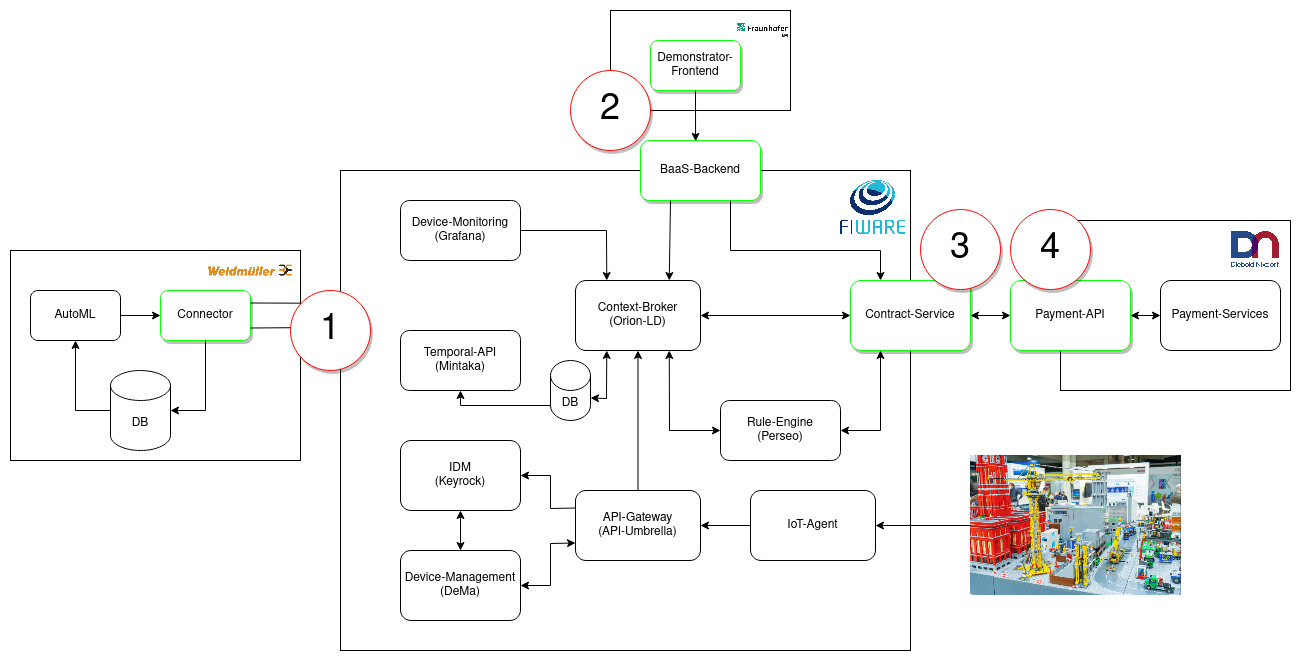 Fraunhofer
Demonstrator-
Frontend
2
BaaS-Backend
FIWARE
Device-Monitoring
(Grafana)
3
4
Diebold Nixdorf
Weidmüller
AutoML
Connector
1
Context-Broker
(Orion-LD)
Contract-Service
Payment-API
Payment-Services
Temporal-API
(Mintaka)
DB
DB
Rule-Engine
(Perseo)
IDM
(Keyrock)
API-Gateway
(API-Umbrella)
IoT-Agent
Device-Management
(DeMa)